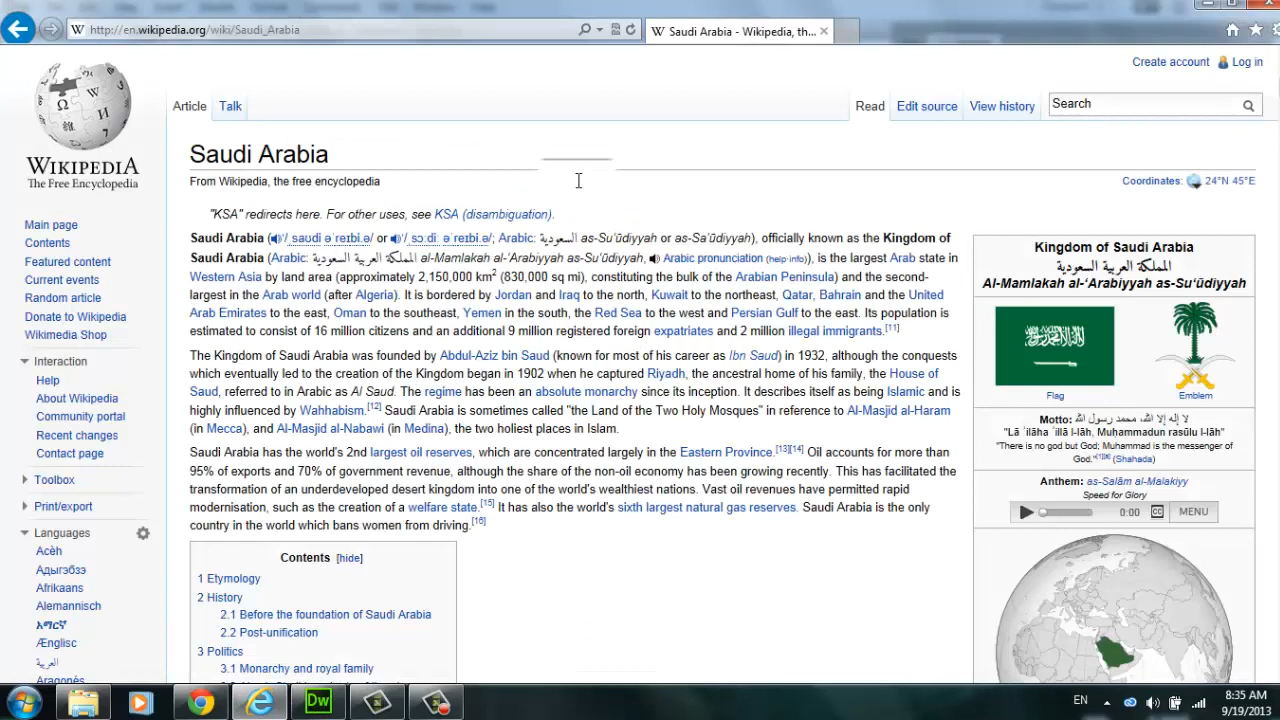 http://en.wikipedia.org/wiki/Saudi_Arabia
Saudi Arabia - Wikipedia, th...
Create account
Log in
Article
Talk
Read
Edit source
View history
Search
WIKIPEDIA
The Free Encyclopedia
Main page
Contents
Featured content
Current events
Random article
Donate to Wikipedia
Wikimedia Shop
Interaction
Help
About Wikipedia
Community portal
Recent changes
Contact page
Toolbox
Print/export
Languages
Acèh
Адыгэбзэ
Afrikaans
Alemannisch
አማርኛ
Ænglisc
العربية
Aragonés
Saudi Arabia
From Wikipedia, the free encyclopedia
Coordinates: 24°N 45°E
"KSA" redirects here. For other uses, see KSA (disambiguation).
Saudi Arabia (/ˌsaʊdi əˈreɪbi.ə/ or /ˌsɔːdiː əˈreɪbi.ə/; Arabic: السعودية as-Su‘ūdiyyah or as-Sa‘ūdiyyah), officially known as the Kingdom of
Saudi Arabia (Arabic: المملكة العربية السعودية al-Mamlakah al-‘Arabiyyah as-Su‘ūdiyyah, Arabic pronunciation (help·info)), is the largest Arab state in
Western Asia by land area (approximately 2,150,000 km² (830,000 sq mi), constituting the bulk of the Arabian Peninsula) and the second-
largest in the Arab world (after Algeria). It is bordered by Jordan and Iraq to the north, Kuwait to the northeast, Qatar, Bahrain and the United
Arab Emirates to the east, Oman to the southeast, Yemen in the south, the Red Sea to the west and Persian Gulf to the east. Its population is
estimated to consist of 16 million citizens and an additional 9 million registered foreign expatriates and 2 million illegal immigrants.[11]
The Kingdom of Saudi Arabia was founded by Abdul-Aziz bin Saud (known for most of his career as Ibn Saud) in 1932, although the conquests
which eventually led to the creation of the Kingdom began in 1902 when he captured Riyadh, the ancestral home of his family, the House of
Saud, referred to in Arabic as Al Saud. The regime has been an absolute monarchy since its inception. It describes itself as being Islamic and is
highly influenced by Wahhabism.[12] Saudi Arabia is sometimes called "the Land of the Two Holy Mosques" in reference to Al-Masjid al-Haram
(in Mecca), and Al-Masjid al-Nabawi (in Medina), the two holiest places in Islam.
Saudi Arabia has the world's 2nd largest oil reserves, which are concentrated largely in the Eastern Province.[13][14] Oil accounts for more than
95% of exports and 70% of government revenue, although the share of the non-oil economy has been growing recently. This has facilitated the
transformation of an underdeveloped desert kingdom into one of the world's wealthiest nations. Vast oil revenues have permitted rapid
modernisation, such as the creation of a welfare state.[15] It has also the world's sixth largest natural gas reserves. Saudi Arabia is the only
country in the world which bans women from driving.[16]
Contents [hide]
1 Etymology
2 History
2.1 Before the foundation of Saudi Arabia
2.2 Post-unification
3 Politics
3.1 Monarchy and royal family
Kingdom of Saudi Arabia
المملكة العربية السعودية
Al-Mamlakah al-‘Arabiyyah as-Su‘ūdiyyah
Flag
Emblem
Motto: لا إله إلا الله، محمد رسول الله
"Lā ʾilāha ʾillā l-lāh, Muhammadun rasūlu l-lāh"
"There is no god but God; Muhammad is the messenger
of God."[1][a] (Shahada)
Anthem: as-Salām al-Malakiyy
Speed for Glory
0:00
CC
MENU
Dw
EN
8:35 AM
9/19/2013